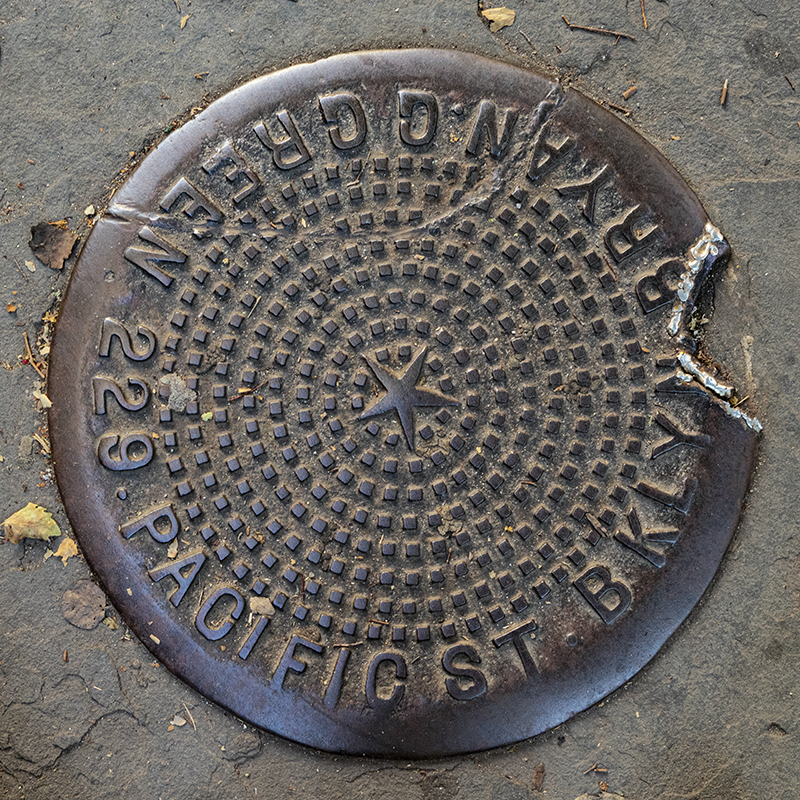 BRYAN. G GREEN
229. PACIFIC ST. BKLYN